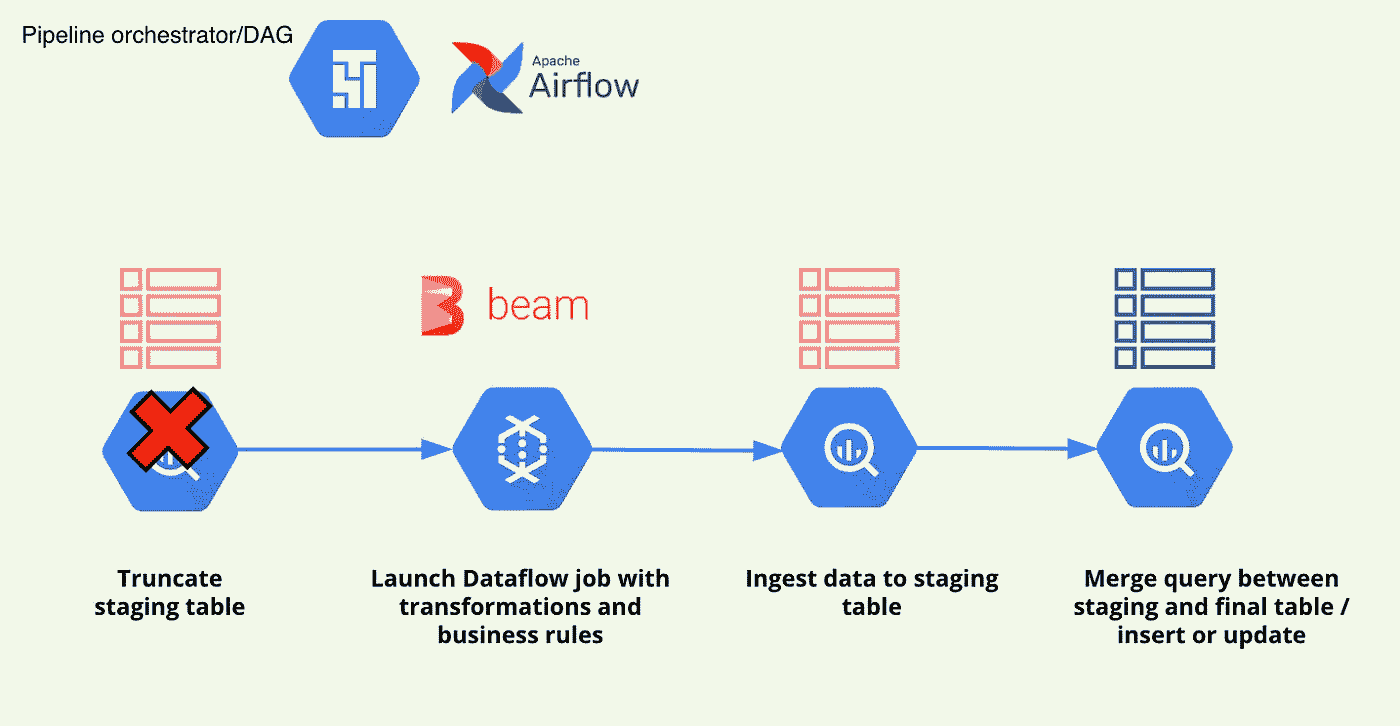 Pipeline orchestrator/DAG
Apache
Airflow
beam
Truncate
staging table
Launch Dataflow job with
transformations and
business rules
Ingest data to staging
table
Merge query between
staging and final table /
insert or update